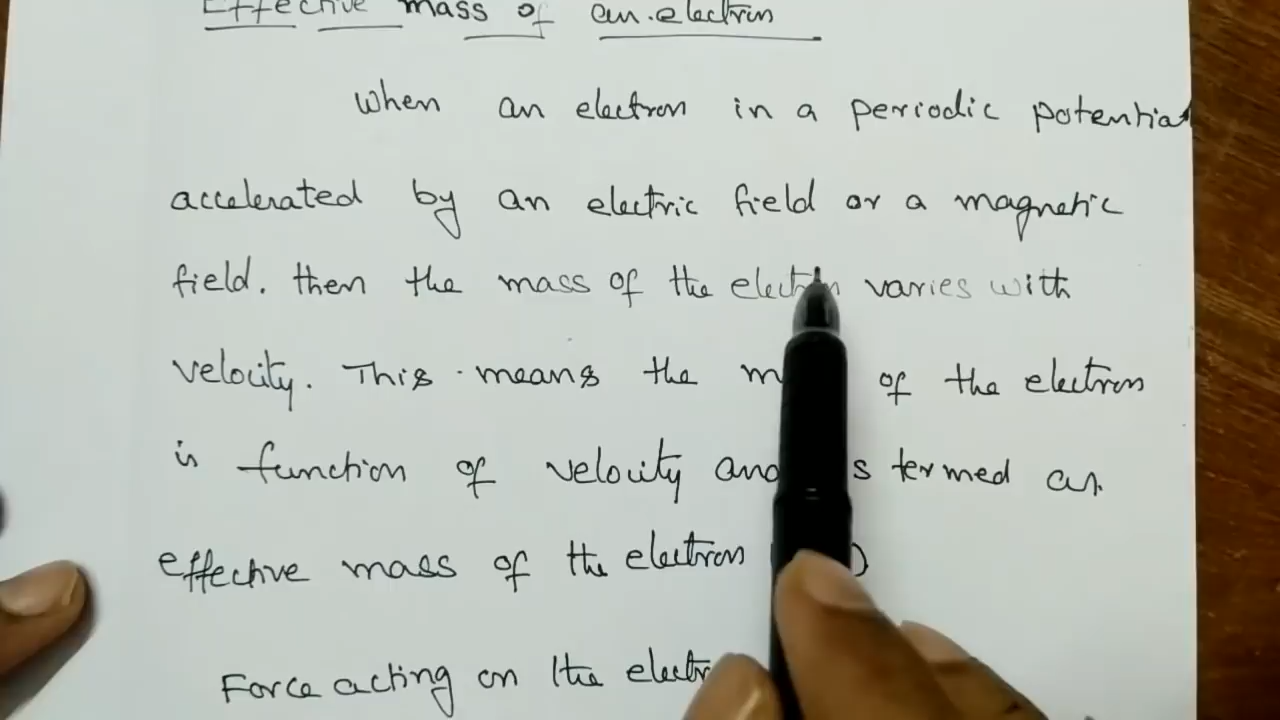 Effective mass of an electron
When an electron in a periodic potential
accelerated by an electric field or a magnetic
field. then the mass of the electron varies with
velocity. This means the of the electron
is function of velocity and termed as
effective mass of the electron
Force acting on the